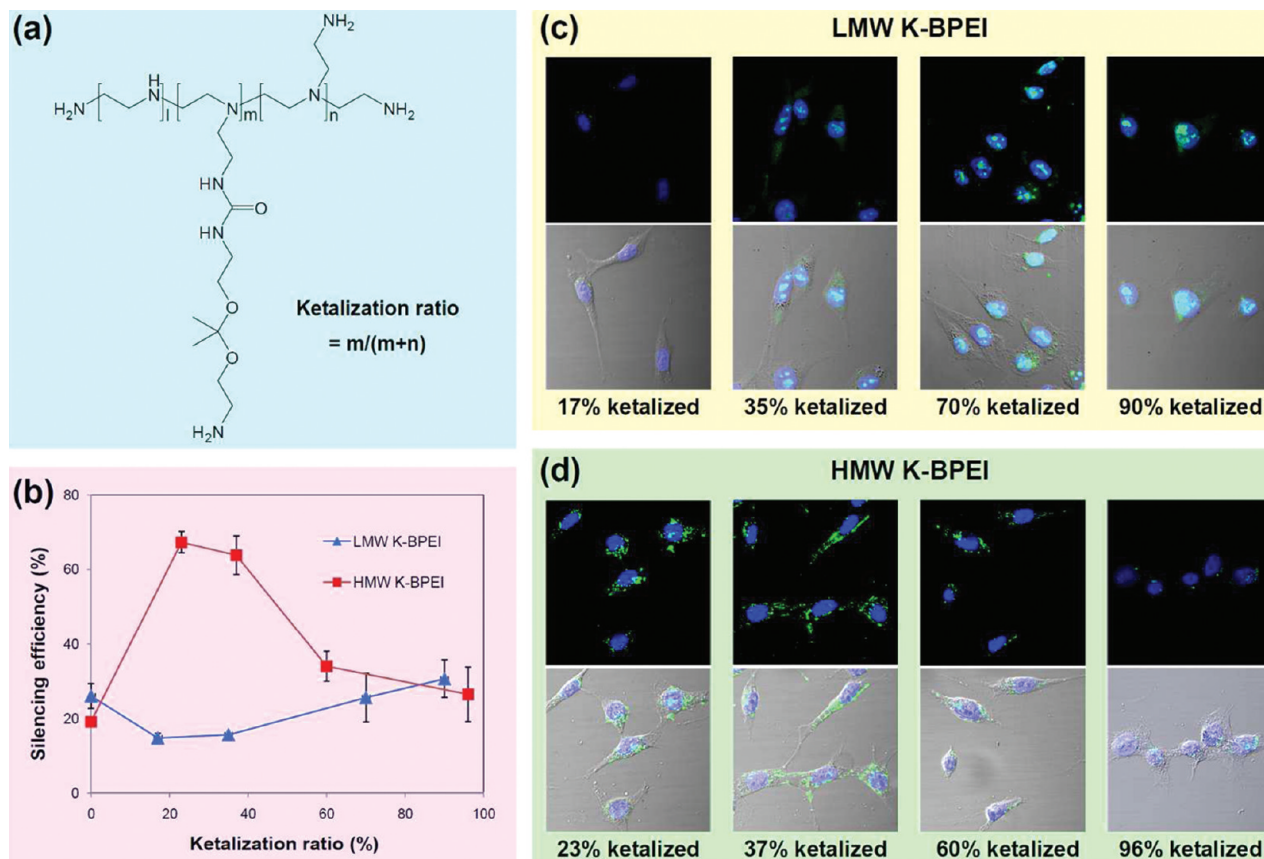 (a)
NH₂
H
H₂N
N
l
N
m
N
n
NH₂
HN
O
HN
O
O
H₂N
Ketalization ratio
= m/(m+n)
(b)
Silencing efficiency (%)
80
60
40
20
0
LMW K-BPEI
HMW K-BPEI
0
20
40
60
80
100
Ketalization ratio (%)
(c)
LMW K-BPEI
17% ketalized
35% ketalized
70% ketalized
90% ketalized
(d)
HMW K-BPEI
23% ketalized
37% ketalized
60% ketalized
96% ketalized